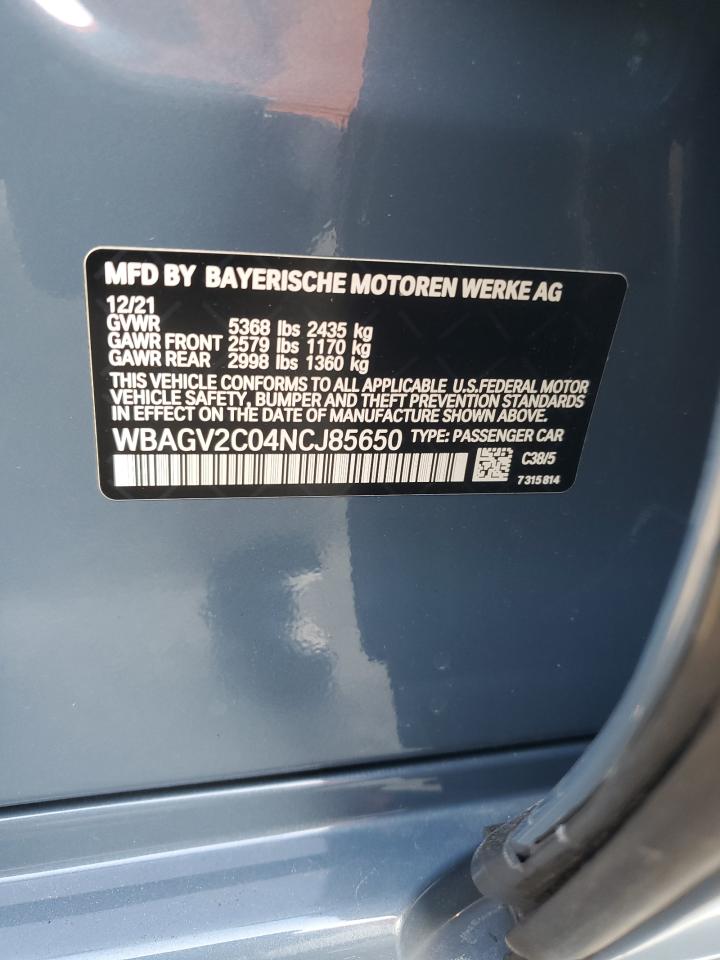 MFD BY BAYERISCHE MOTOREN WERKE AG
12/21
GVWR 5368 lbs 2435 kg
GAWR FRONT 2579 lbs 1170 kg
GAWR REAR 2998 lbs 1360 kg
THIS VEHICLE CONFORMS TO ALL APPLICABLE U.S.FEDERAL MOTOR
VEHICLE SAFETY, BUMPER AND THEFT PREVENTION STANDARDS
IN EFFECT ON THE DATE OF MANUFACTURE SHOWN ABOVE.
WBAGV2C04NCJ85650 TYPE: PASSENGER CAR
C38/5
7 315 814